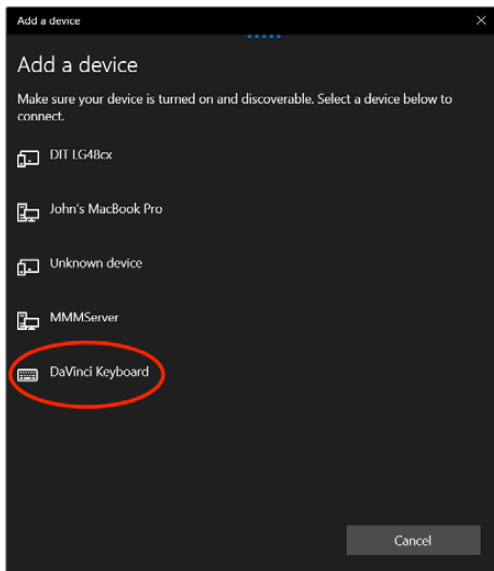 Add a device
Add a device
Make sure your device is turned on and discoverable. Select a device below to
connect.
DIT LG48cx
John's MacBook Pro
Unknown device
MMMServer
DaVinci Keyboard
Cancel